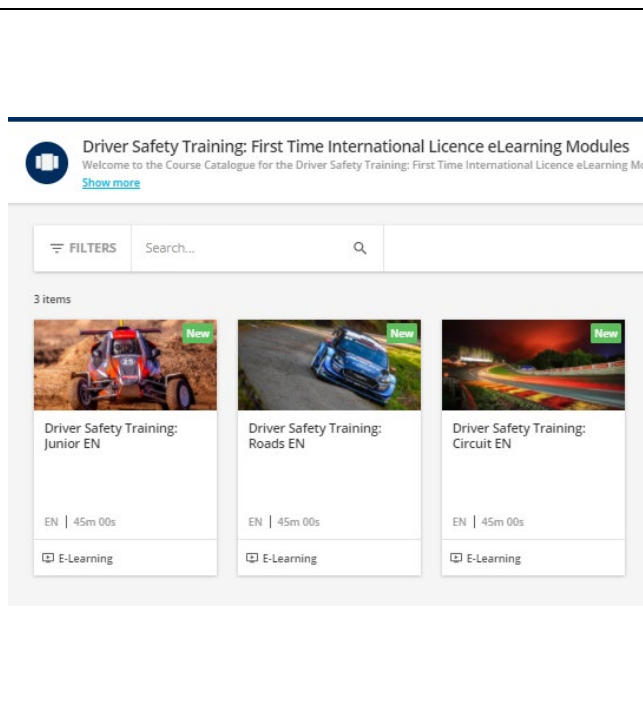 Driver Safety Training: First Time International Licence eLearning Modules
Welcome to the Course Catalogue for the Driver Safety Training: First Time International Licence eLearning
Show more
FILTERS Search...
3 items
New New New
25
Driver Safety Training:
Junior EN
EN | 45m 00s
E-Learning
Driver Safety Training:
Roads EN
EN | 45m 00s
E-Learning
Driver Safety Training:
Circuit EN
EN | 45m 00s
E-Learning